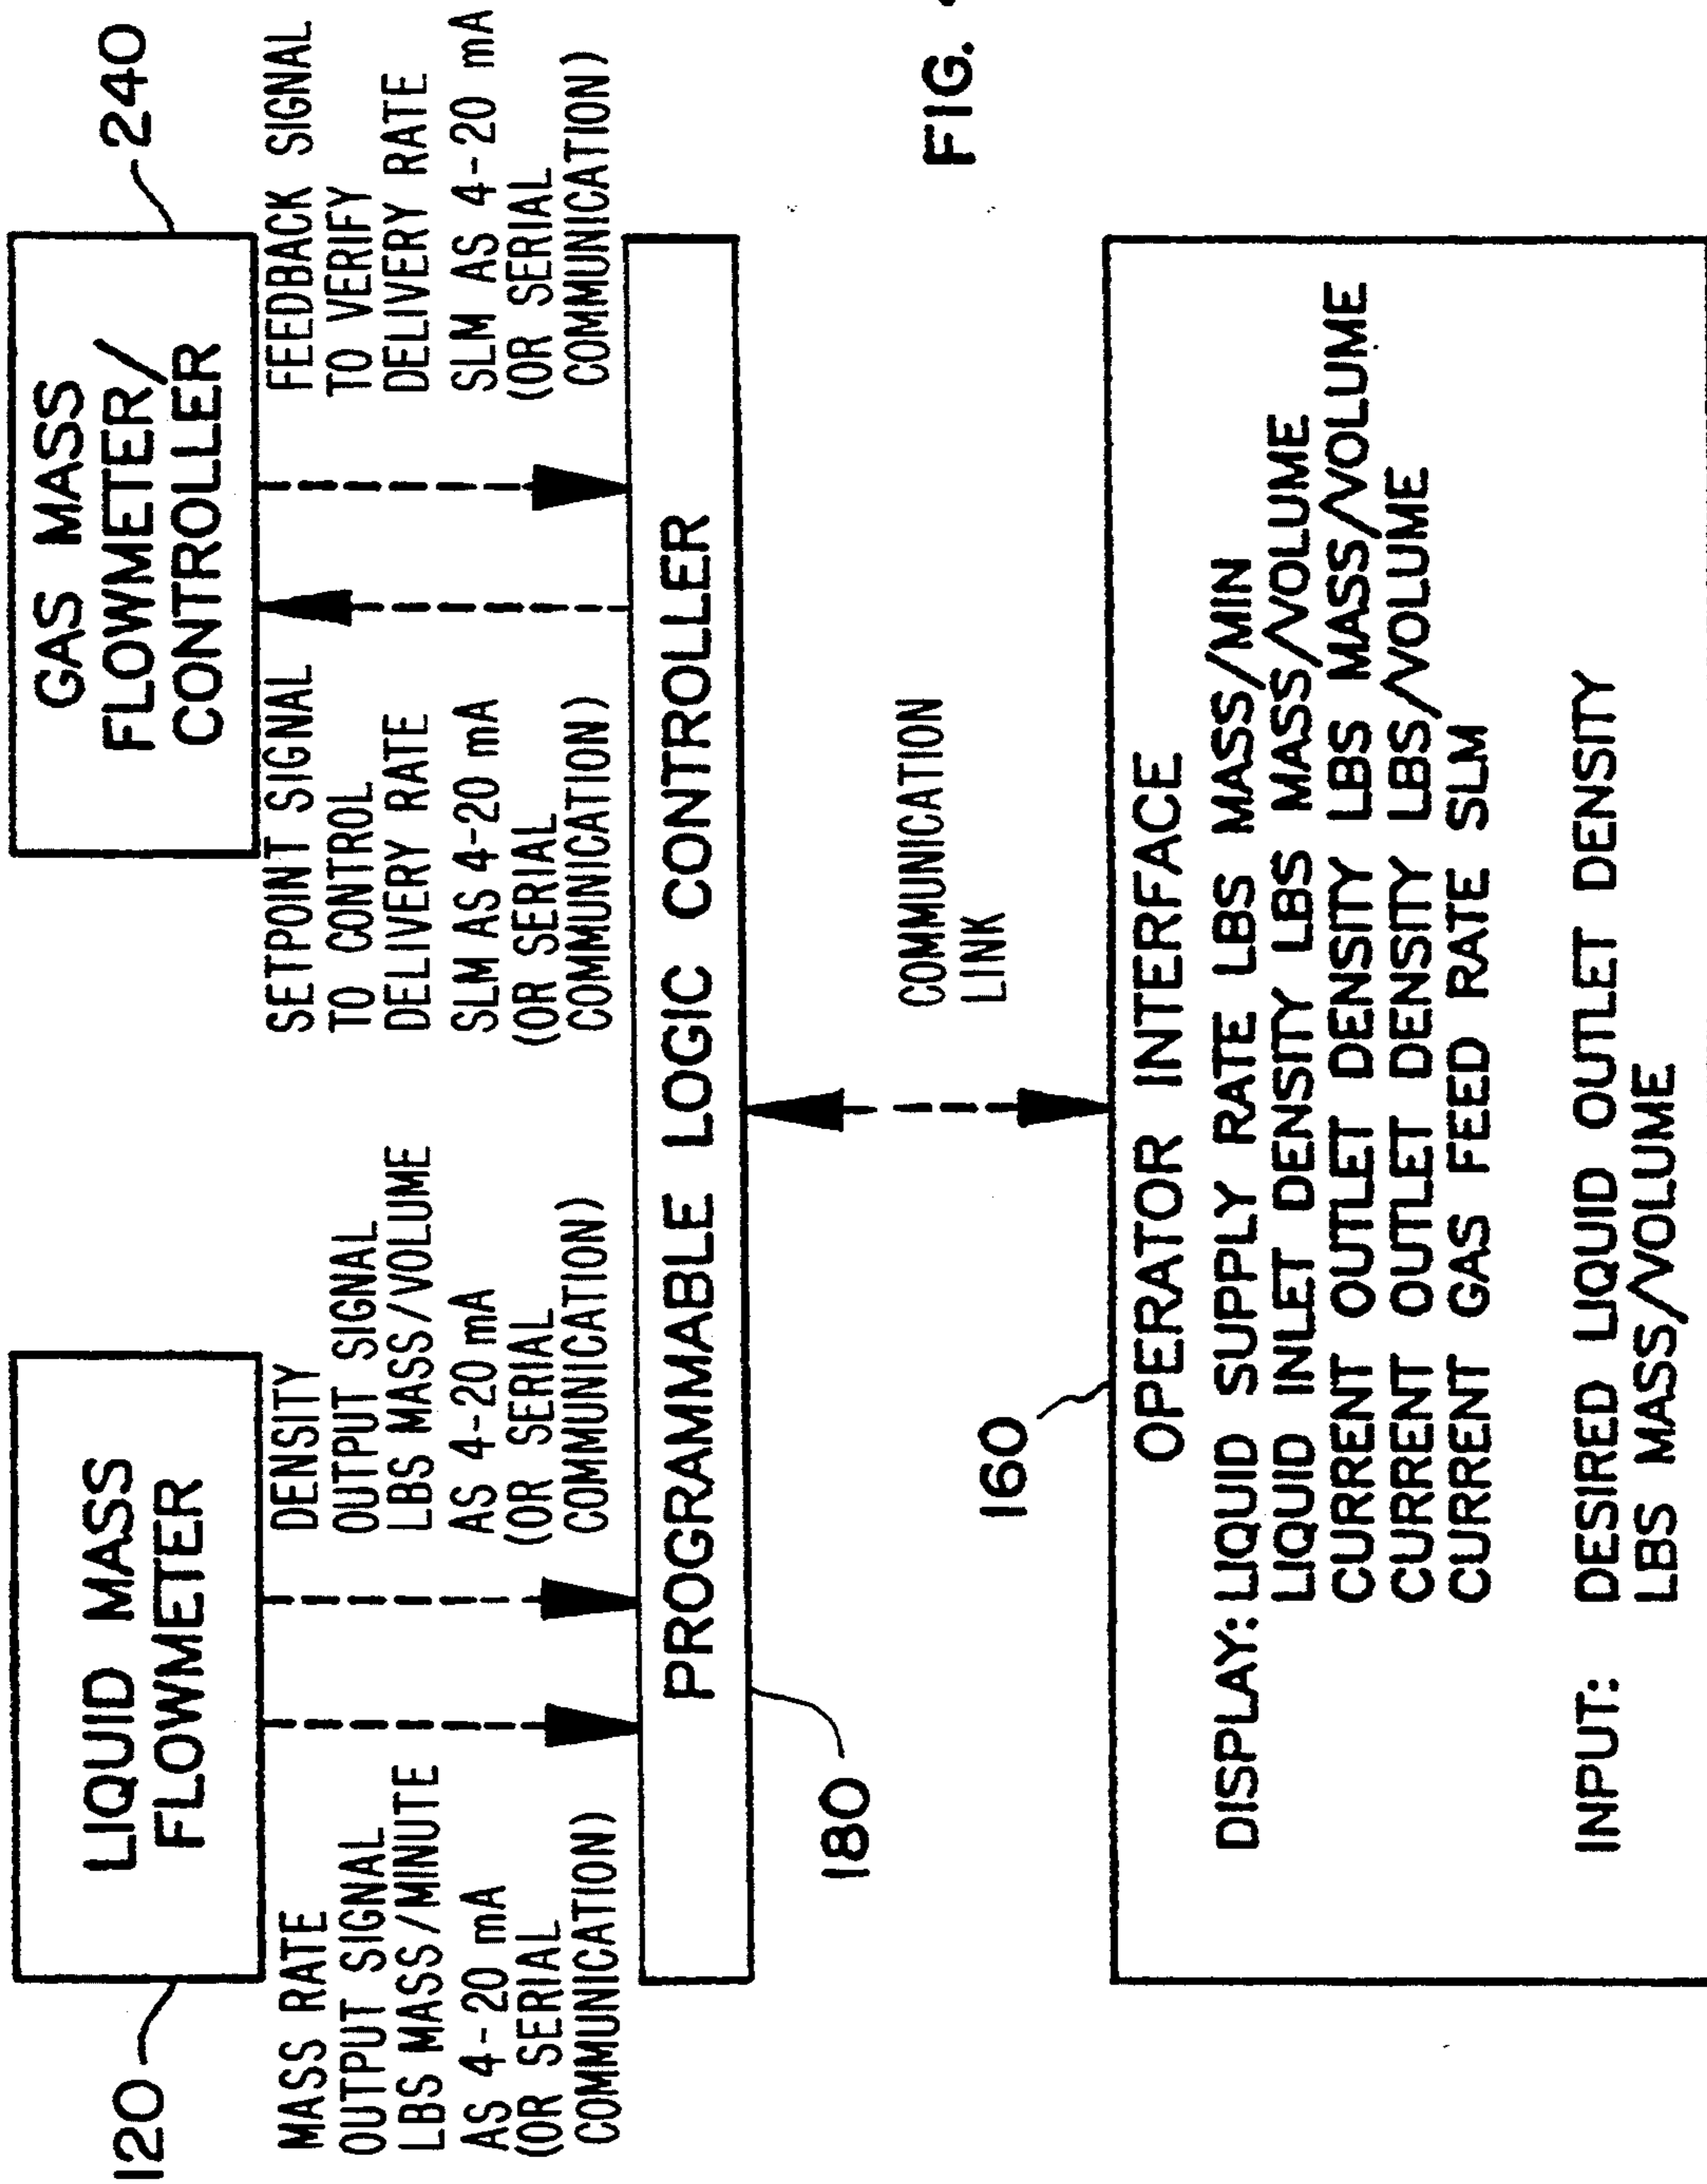 120
LIQUID MASS
FLOWMETER
GAS MASS
FLOWMETER/
CONTROLLER
240
MASS RATE
OUTPUT SIGNAL
LBS MASS/MINUTE
AS 4-20 mA
(OR SERIAL
COMMUNICATION)
DENSITY
OUTPUT SIGNAL
LBS MASS/VOLUME
AS 4-20 mA
(OR SERIAL
COMMUNICATION)
SETPOINT SIGNAL
TO CONTROL
DELIVERY RATE
SLM AS 4-20 mA
(OR SERIAL
COMMUNICATION)
FEEDBACK SIGNAL
TO VERIFY
DELIVERY RATE
SLM AS 4-20 mA
(OR SERIAL
COMMUNICATION)
PROGRAMMABLE LOGIC CONTROLLER
180
COMMUNICATION
LINK
FIG.
160
OPERATOR INTERFACE
DISPLAY: LIQUID SUPPLY RATE LBS MASS/MIN
LIQUID INLET DENSITY LBS MASS/VOLUME
CURRENT OUTLET DENSITY LBS MASS/VOLUME
CURRENT OUTLET DENSITY LBS/VOLUME
CURRENT GAS FEED RATE SLM
INPUT: DESIRED LIQUID OUTLET DENSITY
LBS MASS/VOLUME